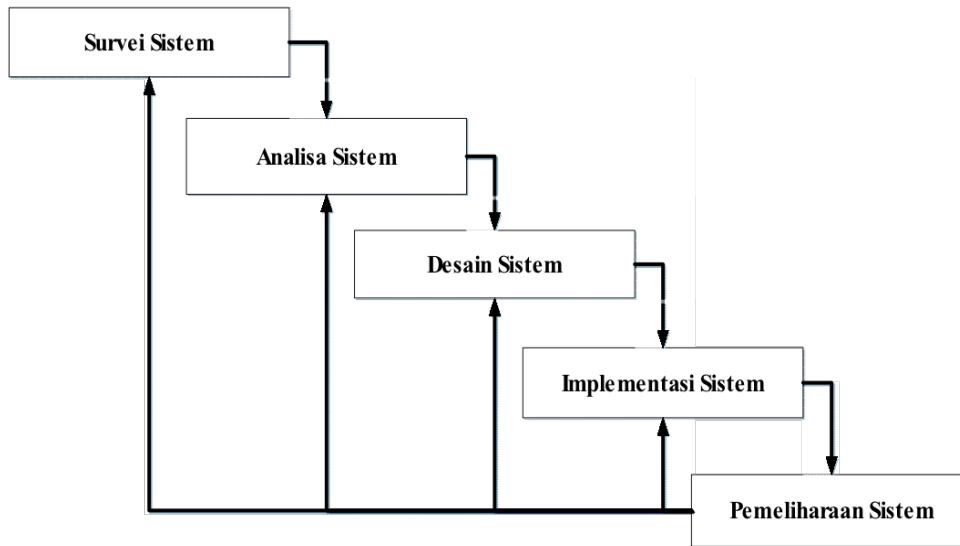 Survei Sistem
Analisa Sistem
Desain Sistem
Implementasi Sistem
Pemeliharaan Sistem